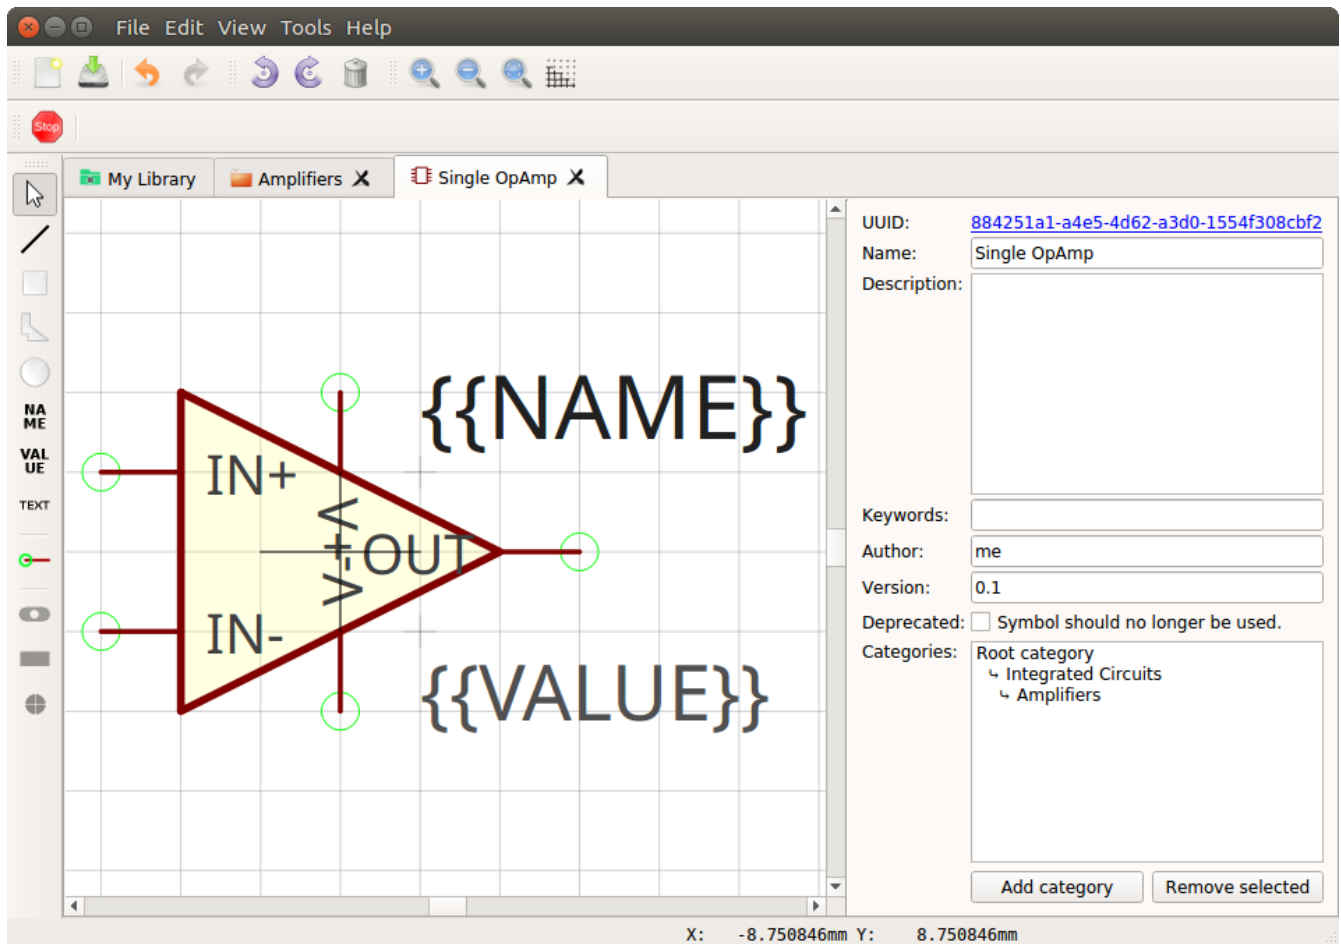 File Edit View Tools Help
Stop
My Library
Amplifiers
Single OpAmp
NA
ME
VAL
UE
TEXT
{{NAME}}
IN+
V+
V-
OUT
IN-
{{VALUE}}
UUID: 884251a1-a4e5-4d62-a3d0-1554f308cbf2
Name: Single OpAmp
Description:
Keywords:
Author: me
Version: 0.1
Deprecated: Symbol should no longer be used.
Categories: Root category
↳ Integrated Circuits
↳ Amplifiers
Add category Remove selected
X: -8.750846mm Y: 8.750846mm